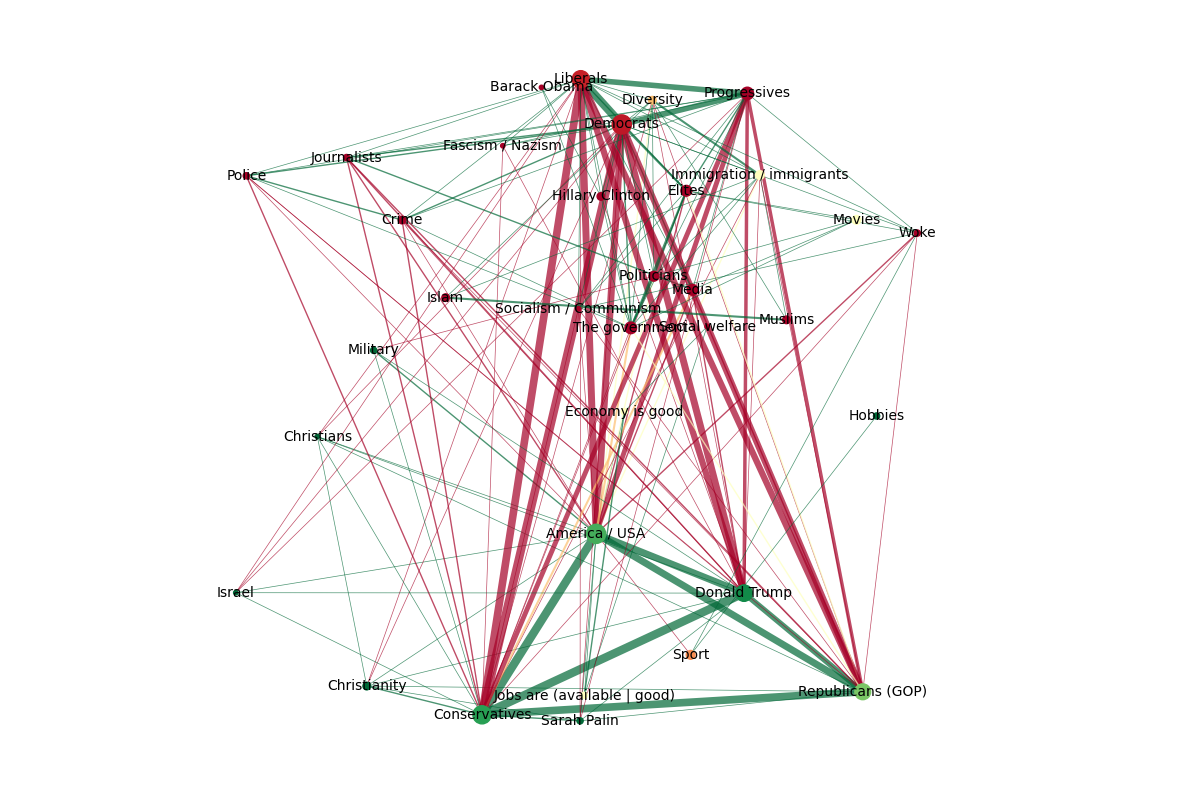 Liberals
Barack Obama
Progressives
Diversity
Democrats
Fascism / Nazism
Journalists
Police
Immigration / immigrants
Elites
Hillary Clinton
Crime
Movies
Woke
Politicians
Media
Islam
Socialism / Communism
Muslims
The government
Social welfare
Military
Economy is good
Hobbies
Christians
America / USA
Israel
Donald Trump
Sport
Christianity
Republicans (GOP)
Jobs are (available | good)
Conservatives
Sarah Palin